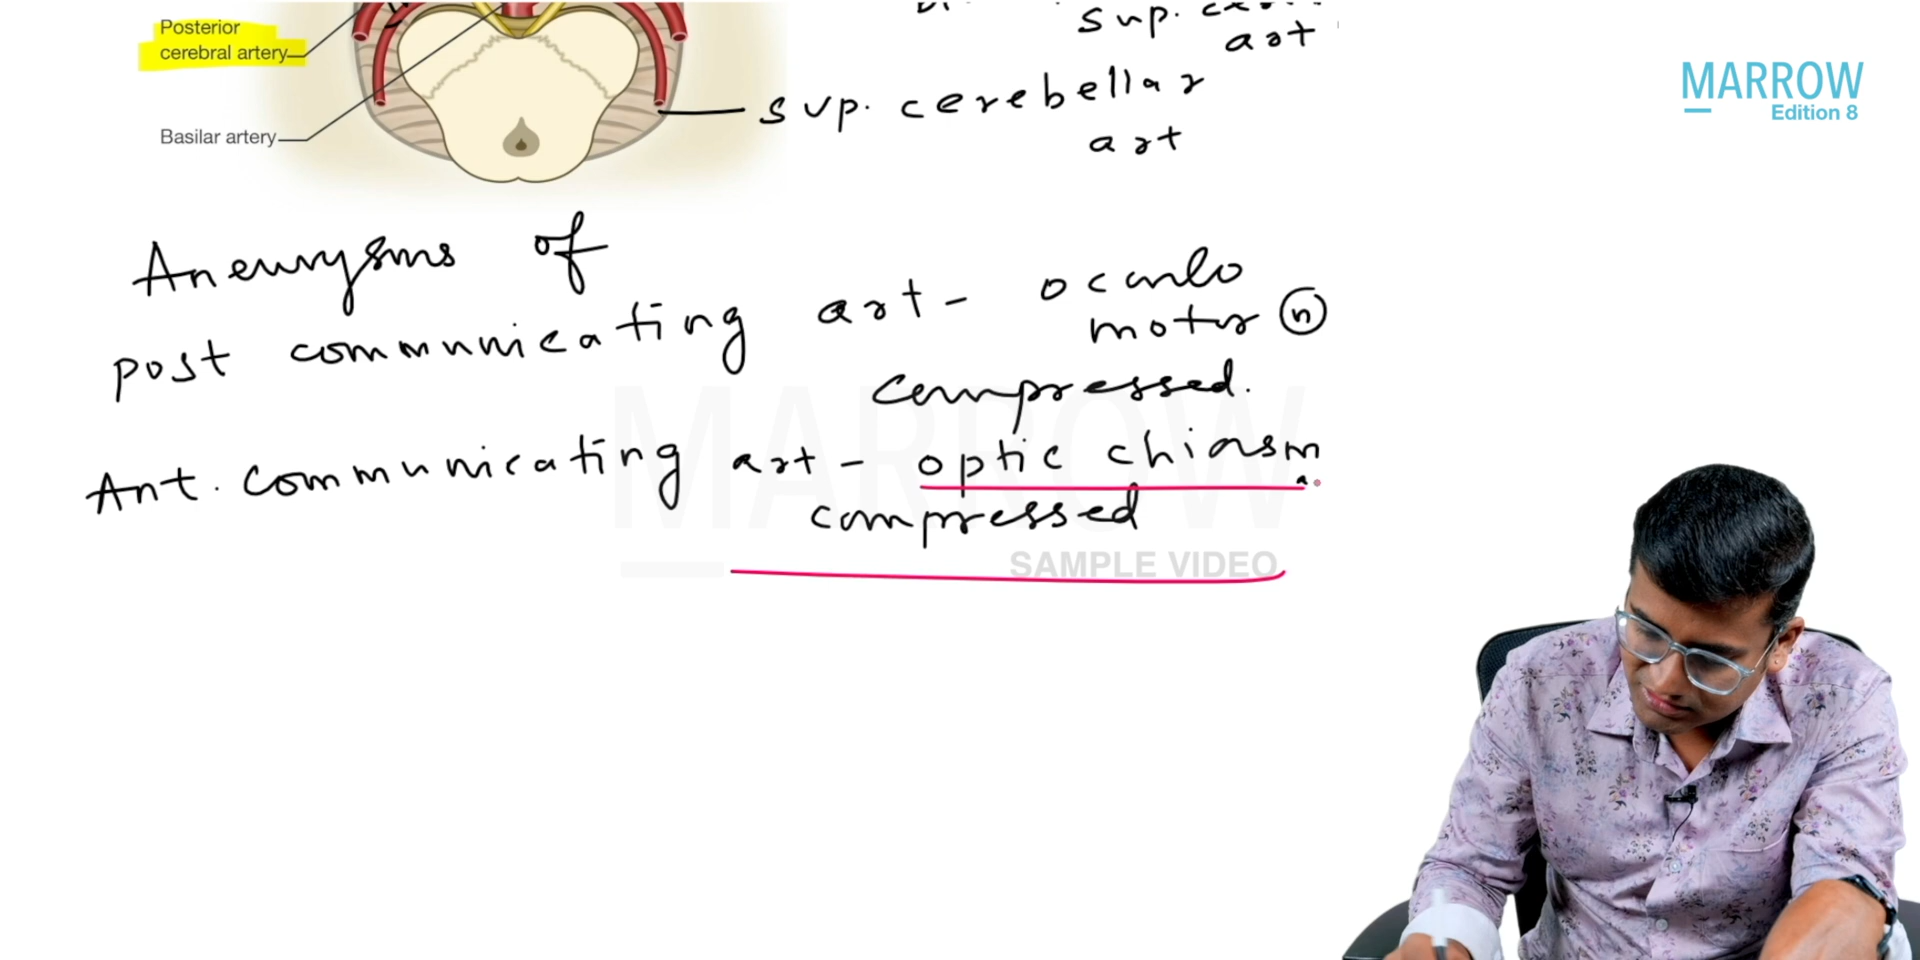 sup.
art
Posterior
cerebral artery
sup. cerebellar
art
Basilar artery
MARROW
Edition 8
Aneurysms of
post communicating art - oculo
motor n
compressed.
Ant. communicating art - optic chiasm
compressed
MARROW
SAMPLE VIDEO